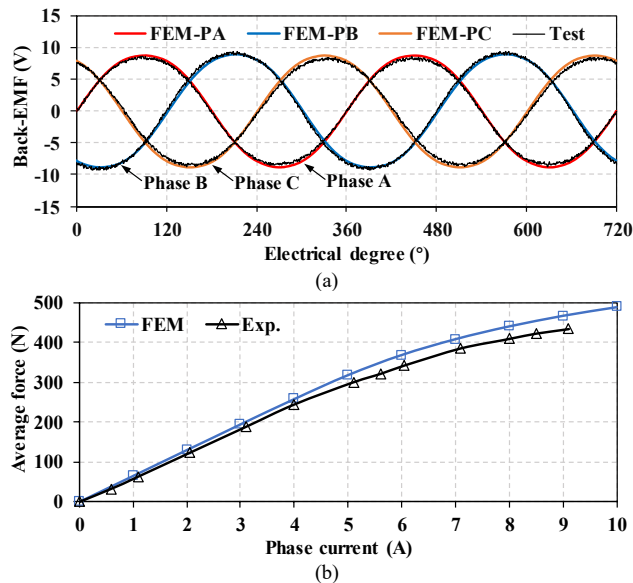 FEM-PA FEM-PB FEM-PC Test
15
10
5
0
-5
-10
-15
Back-EMF (V)
Phase B
Phase C
Phase A
0 120 240 360 480 600 720
Electrical degree (°)
(a)
500
400
300
200
100
0
Average force (N)
FEM Exp.
0 1 2 3 4 5 6 7 8 9 10
Phase current (A)
(b)